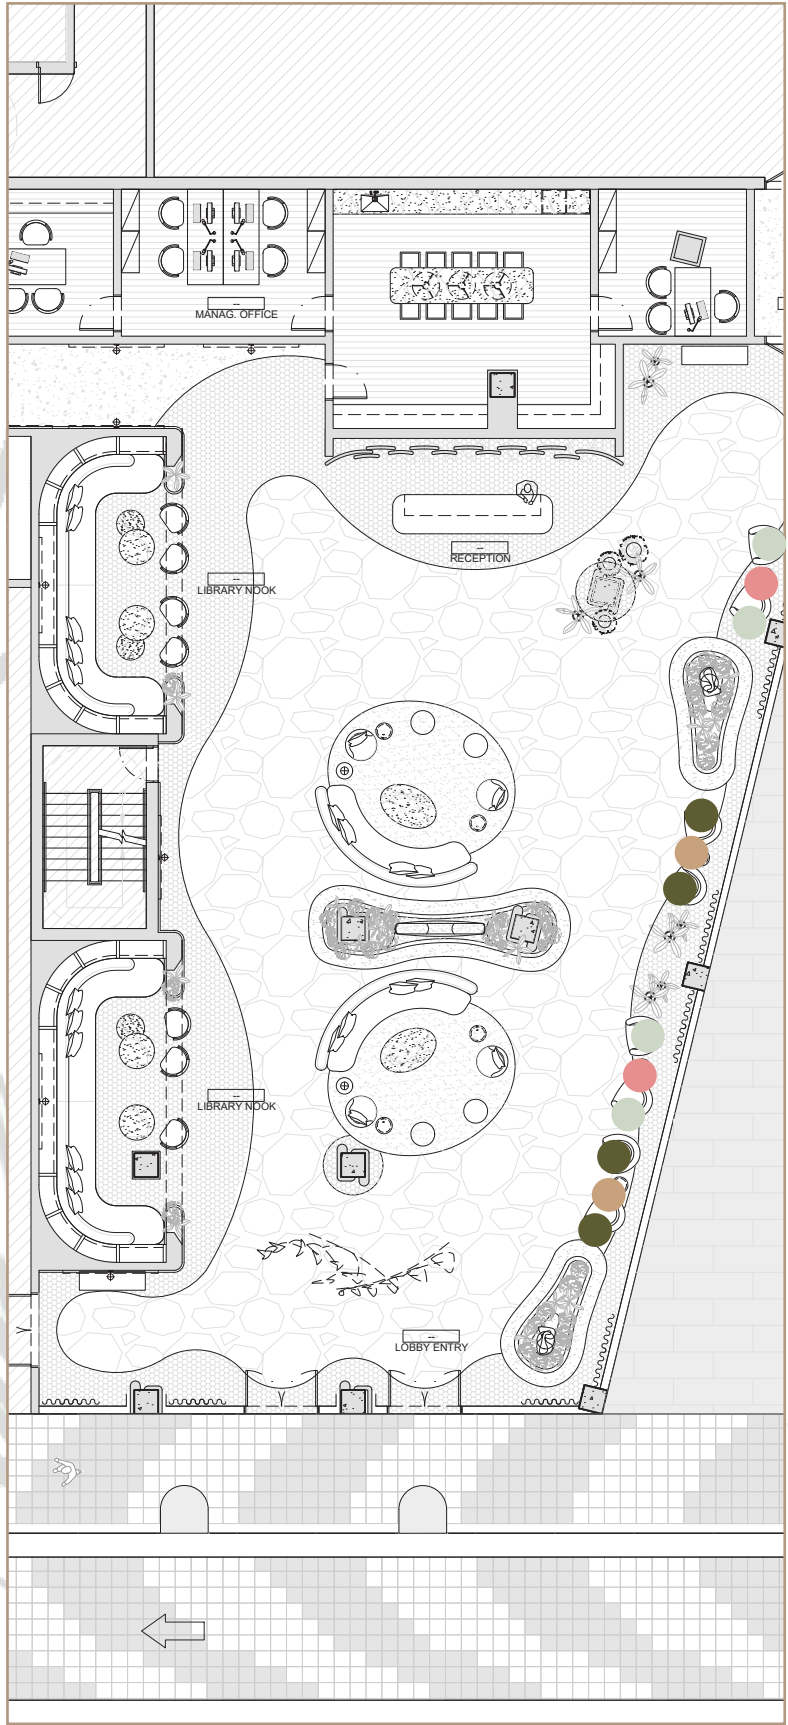 --
MANAG. OFFICE
--
RECEPTION
--
LIBRARY NOOK
--
LIBRARY NOOK
--
LOBBY ENTRY